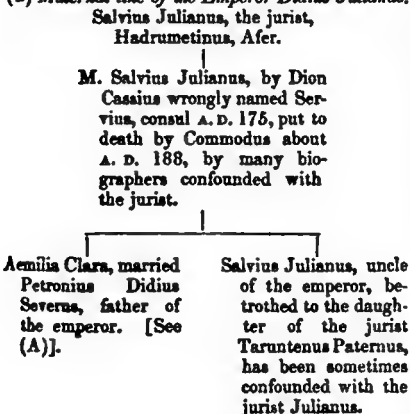 Maternal line of the Emperor Didius Julianus.
Salvius Julianus, the jurist,
Hadrumetinus, Afer.
M. Salvius Julianus, by Dion
Cassius wrongly named Ser-
vius, consul A. D. 175, put to
death by Commodus about
A. D. 188, by many bio-
graphers confounded with
the jurist.
Aemilia Clara, married
Petronius Didius
Severus, father of
the emperor. [See
(A)].
Salvius Julianus, uncle
of the emperor, be-
trothed to the daugh-
ter of the jurist
Taruntenus Paternus,
has been sometimes
confounded with the
jurist Julianus.